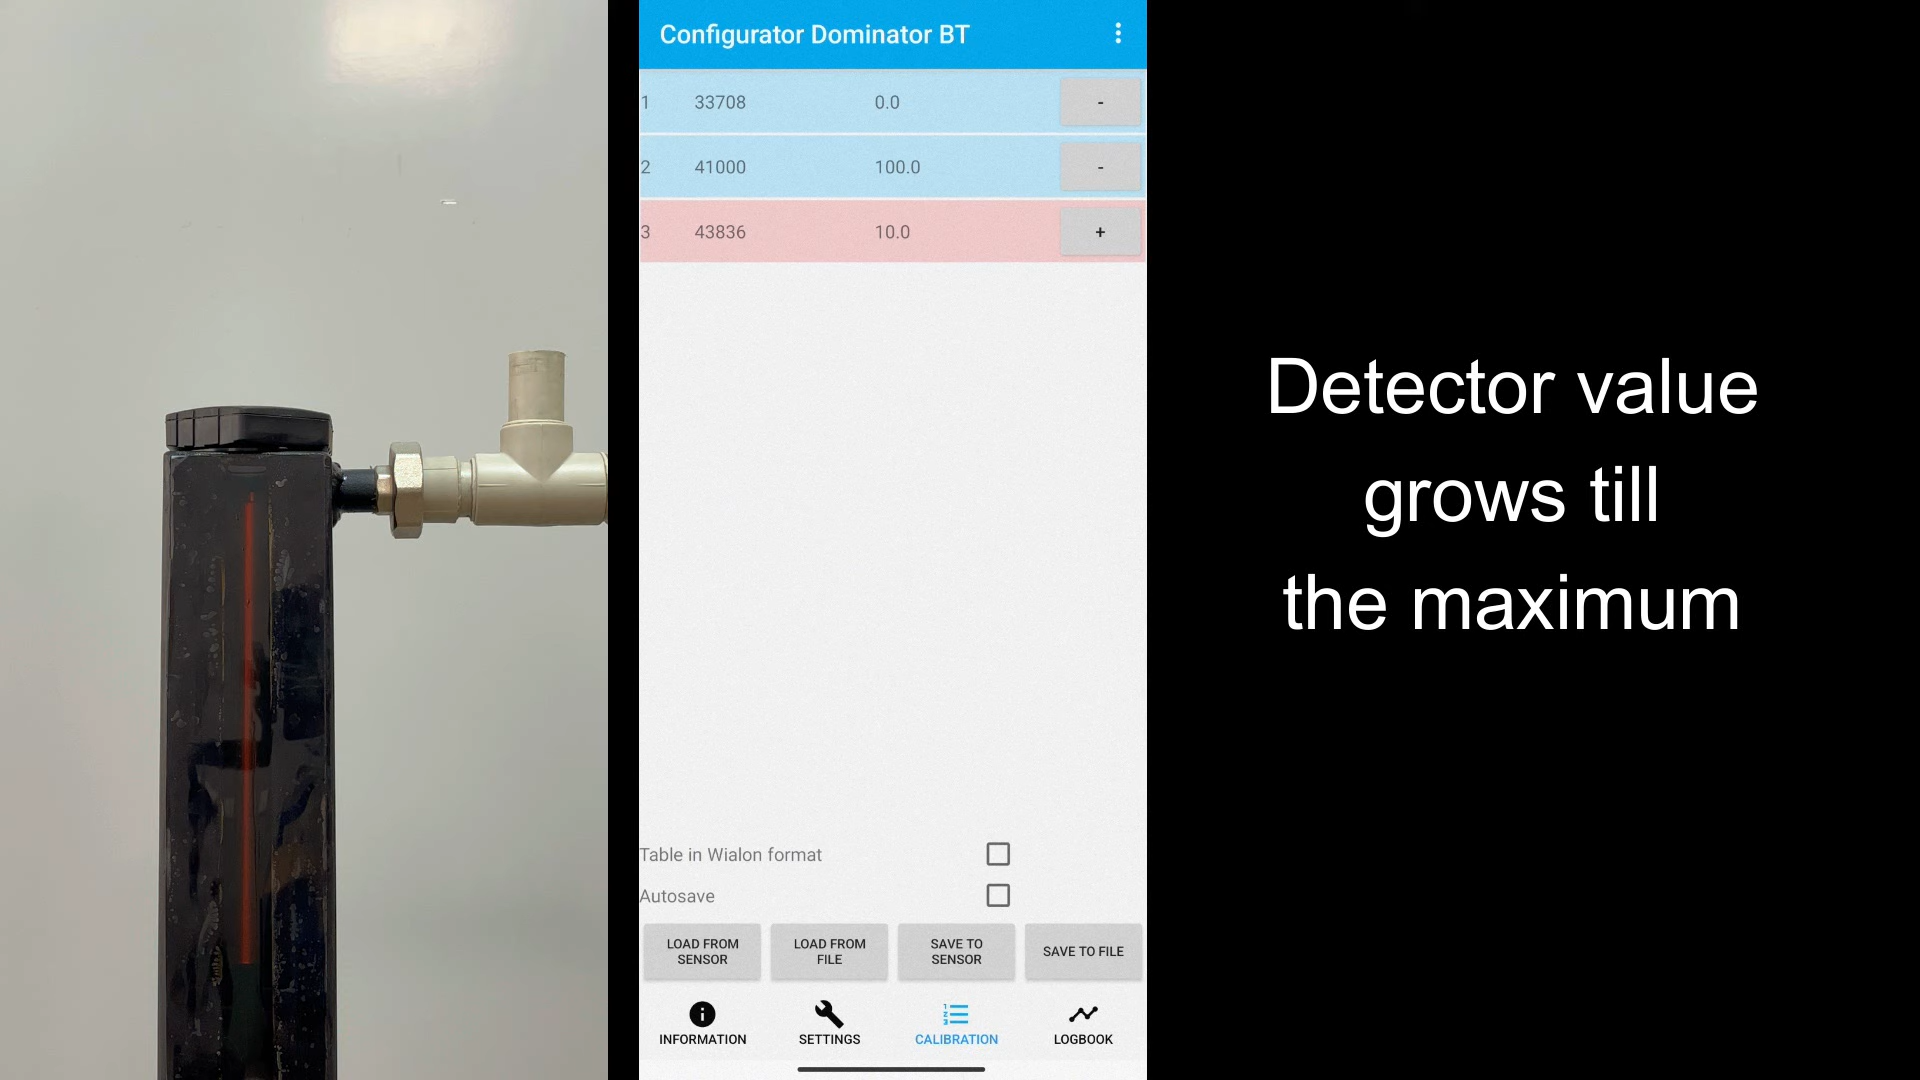 Configurator Dominator BT
1 33708 0.0 -
2 41000 100.0 -
3 43836 10.0 +
Table in Wialon format
Autosave
LOAD FROM
SENSOR
LOAD FROM
FILE
SAVE TO
SENSOR
SAVE TO FILE
INFORMATION
SETTINGS
CALIBRATION
LOGBOOK
Detector value
grows till
the maximum